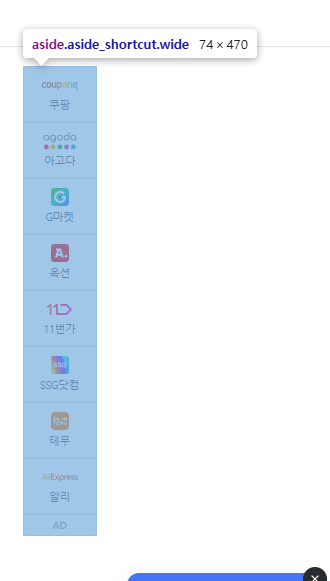 aside.aside_shortcut.wide 74 × 470
coupang
쿠팡
agoda
아고다
G
G마켓
A.
옥션
11
11번가
SSG
SSG닷컴
테무
AliExpress
알리
AD